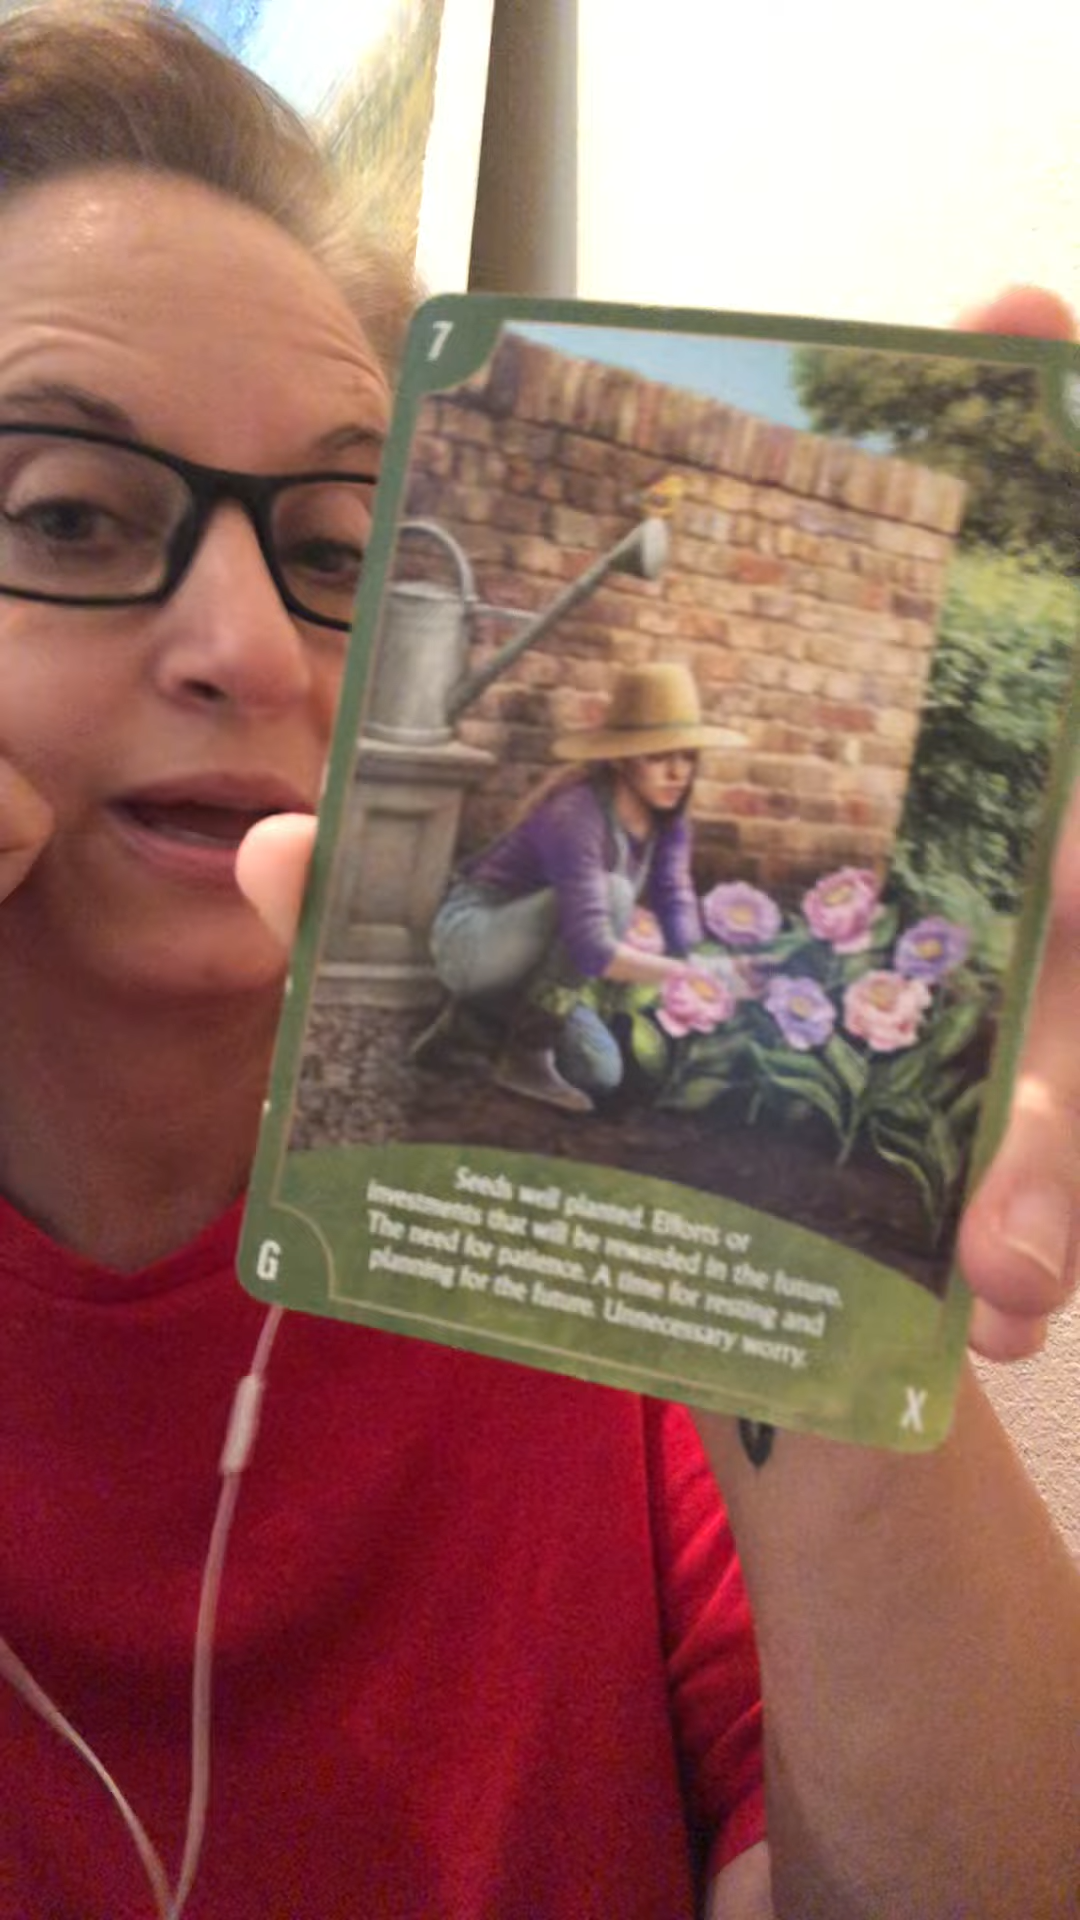 7
Seeds well planted. Efforts or
investments that will be rewarded in the future.
The need for patience. A time for resting and
planning for the future. Unnecessary worry.
G
X